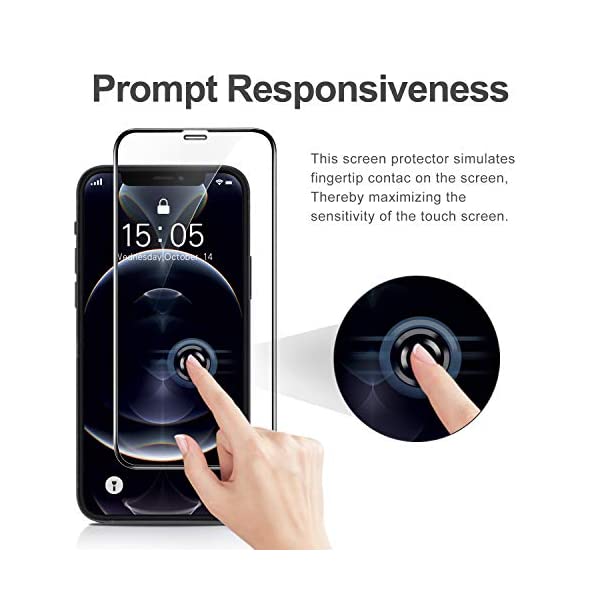 Prompt Responsiveness
This screen protector simulates
fingertip contac on the screen,
Thereby maximizing the
sensitivity of the touch screen.
15:05
Wednesday,October, 14